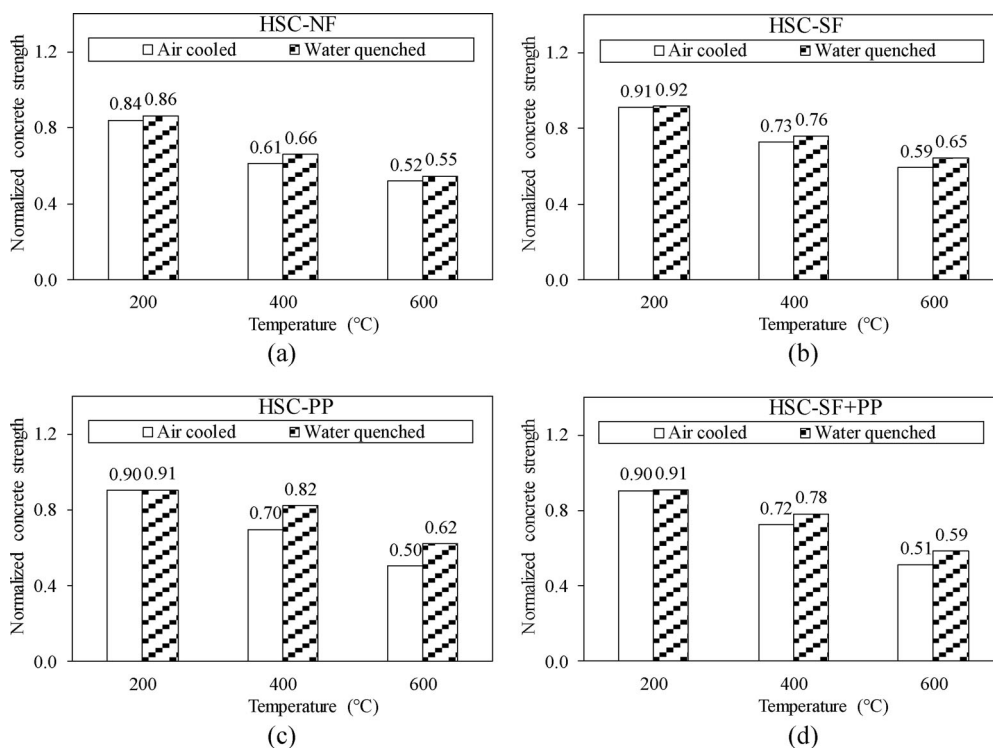 HSC-NF
Air cooled Water quenched
Normalized concrete strength
1.2
0.8
0.4
0.0
0.84 0.86
0.61 0.66
0.52 0.55
200 400 600
Temperature (°C)
(a)
HSC-SF
Air cooled Water quenched
Normalized concrete strength
1.2
0.8
0.4
0.0
0.91 0.92
0.73 0.76
0.59 0.65
200 400 600
Temperature (°C)
(b)
HSC-PP
Air cooled Water quenched
Normalized concrete strength
1.2
0.8
0.4
0.0
0.90 0.91
0.70 0.82
0.50 0.62
200 400 600
Temperature (°C)
(c)
HSC-SF+PP
Air cooled Water quenched
Normalized concrete strength
1.2
0.8
0.4
0.0
0.90 0.91
0.72 0.78
0.51 0.59
200 400 600
Temperature (°C)
(d)